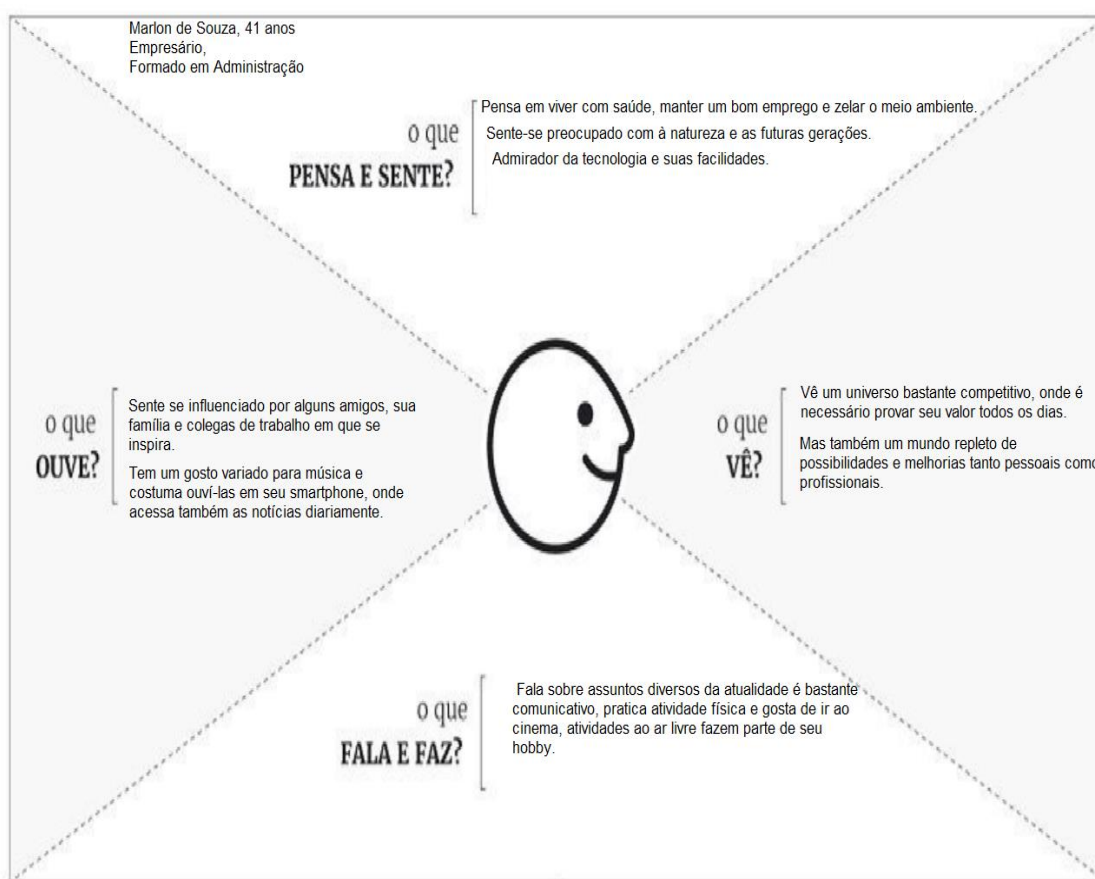 Marlon de Souza, 41 anos
Empresário,
Formado em Administração
o que
PENSA E SENTE?
Pensa em viver com saúde, manter um bom emprego e zelar o meio ambiente.
Sente-se preocupado com à natureza e as futuras gerações.
Admirador da tecnologia e suas facilidades.
o que
OUVE?
Sente se influenciado por alguns amigos, sua
família e colegas de trabalho em que se
inspira.
Tem um gosto variado para música e
costuma ouví-las em seu smartphone, onde
acessa também as notícias diariamente.
o que
VÊ?
Vê um universo bastante competitivo, onde é
necessário provar seu valor todos os dias.
Mas também um mundo repleto de
possibilidades e melhorias tanto pessoais como
profissionais.
o que
FALA E FAZ?
Fala sobre assuntos diversos da atualidade é bastante
comunicativo, pratica atividade física e gosta de ir ao
cinema, atividades ao ar livre fazem parte de seu
hobby.